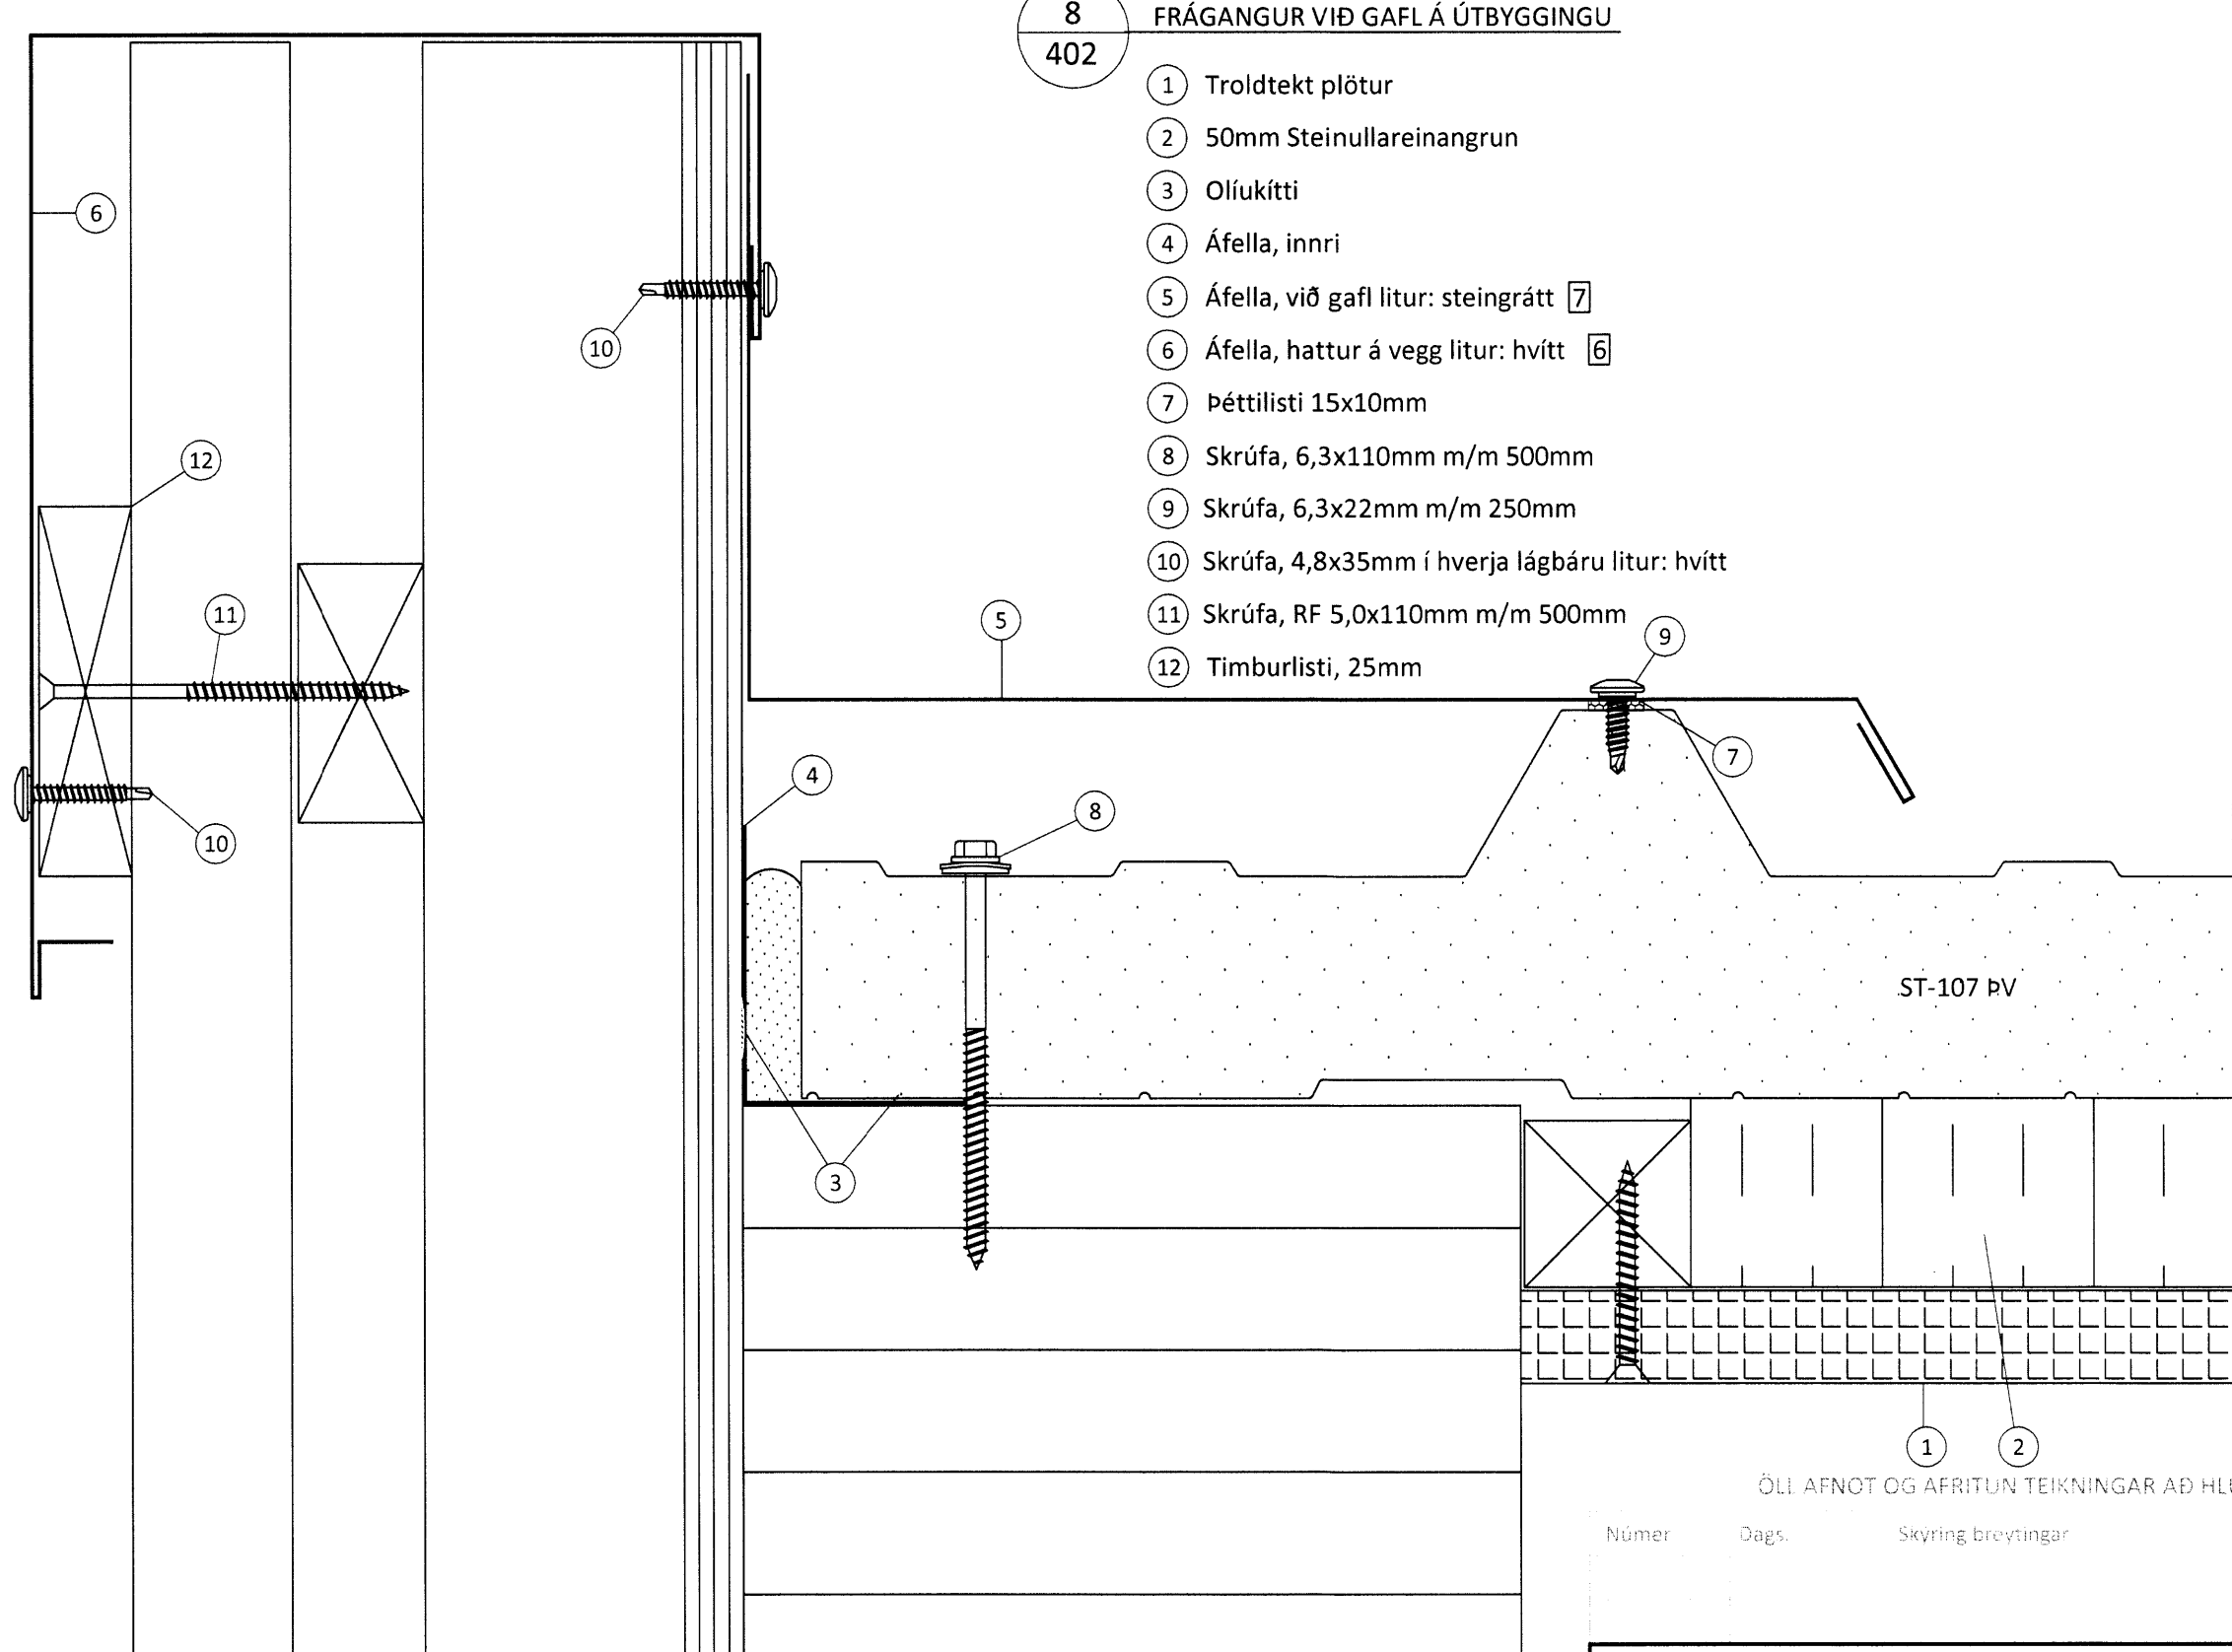 8
402
FRÁGANGUR VIÐ GAFL Á ÚTBYGGINGU
1 Troldtekt plötur
2 50mm Steinullareinangrun
3 Olíukítti
4 Áfella, innri
5 Áfella, við gafl litur: steingrátt 7
6 Áfella, hattur á vegg litur: hvítt 6
7 Þéttilisti 15x10mm
8 Skrúfa, 6,3x110mm m/m 500mm
9 Skrúfa, 6,3x22mm m/m 250mm
10 Skrúfa, 4,8x35mm í hverja lágbáru litur: hvítt
11 Skrúfa, RF 5,0x110mm m/m 500mm
12 Timburlisti, 25mm
6
10
12
11
5
9
7
4
8
10
ST-107 ÞV
3
1
2
ÖLL AFNOT OG AFRITUN TEIKNINGAR AÐ
Númer Dags. Skýring breytingar